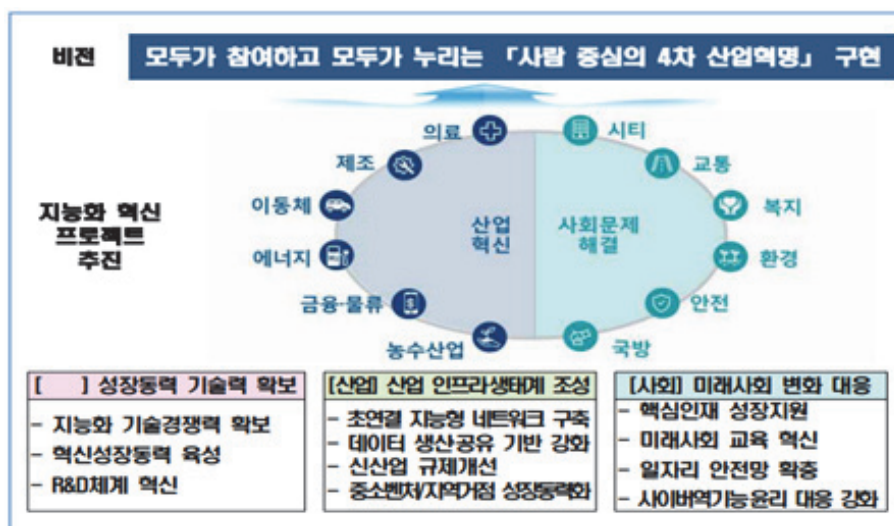 비전
모두가 참여하고 모두가 누리는 「사람 중심의 4차 산업혁명」 구현
지능화 혁신
프로젝트
추진
의료
제조
이동체
에너지
금융·물류
농수산업
산업
혁신
사회문제
해결
시티
교통
복지
환경
안전
국방
[ ] 성장동력 기술력 확보
- 지능화 기술경쟁력 확보
- 혁신성장동력 육성
- R&D체계 혁신
[산업] 산업 인프라·생태계 조성
- 초연결 지능형 네트워크 구축
- 데이터 생산·공유 기반 강화
- 신산업 규제개선
- 중소벤처/지역거점 성장동력화
[사회] 미래사회 변화 대응
- 핵심인재 성장지원
- 미래사회 교육 혁신
- 일자리 안전망 확충
- 사이버역기능·윤리 대응 강화